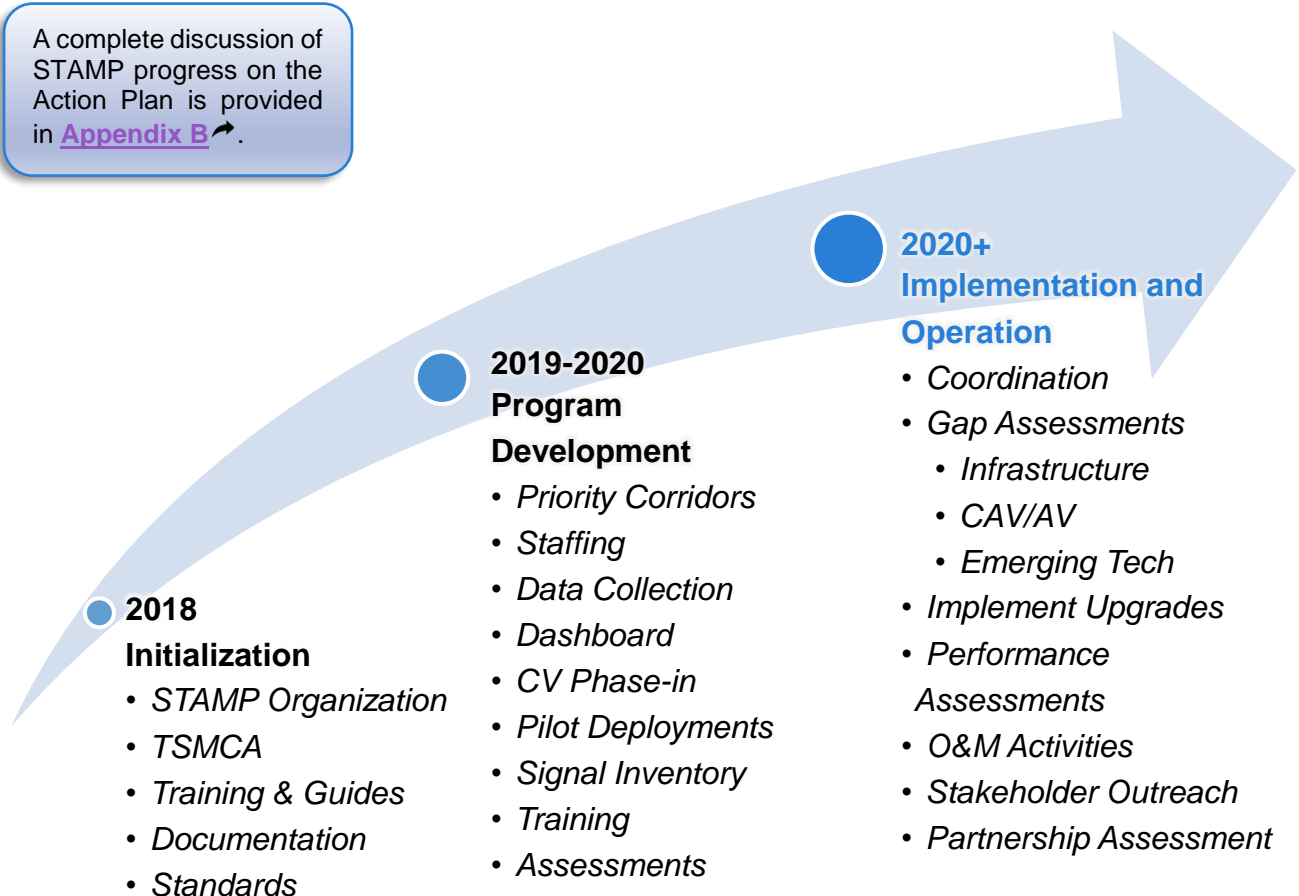 A complete discussion of
STAMP progress on the
Action Plan is provided
in Appendix B.
2018
Initialization
• STAMP Organization
• TSMCA
• Training & Guides
• Documentation
• Standards
2019-2020
Program
Development
• Priority Corridors
• Staffing
• Data Collection
• Dashboard
• CV Phase-in
• Pilot Deployments
• Signal Inventory
• Training
• Assessments
2020+
Implementation and
Operation
• Coordination
• Gap Assessments
• Infrastructure
• CAV/AV
• Emerging Tech
• Implement Upgrades
• Performance
Assessments
• O&M Activities
• Stakeholder Outreach
• Partnership Assessment